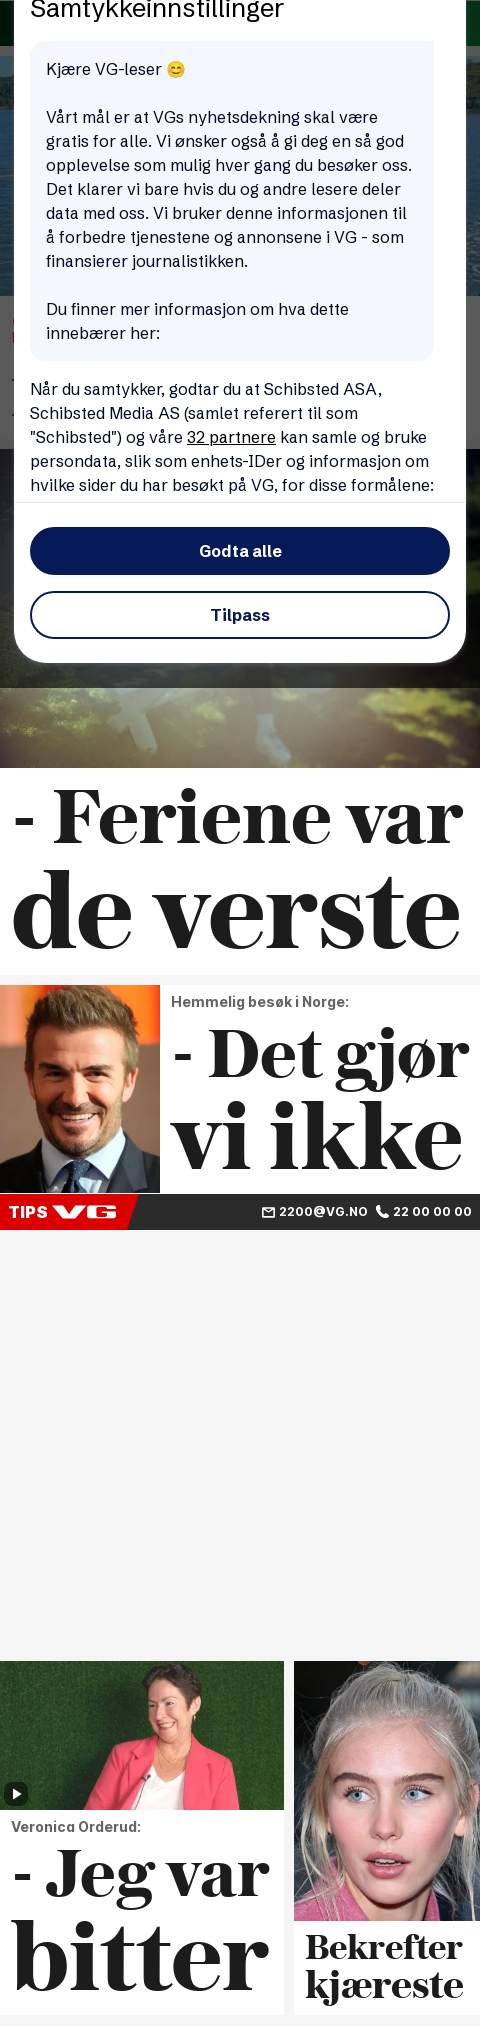 Samtykkeinnstillinger
Kjære VG-leser 😊
Vårt mål er at VGs nyhetsdekning skal være
gratis for alle. Vi ønsker også å gi deg en så god
opplevelse som mulig hver gang du besøker oss.
Det klarer vi bare hvis du og andre lesere deler
data med oss. Vi bruker denne informasjonen til
å forbedre tjenestene og annonsene i VG - som
finansierer journalistikken.
Du finner mer informasjon om hva dette
innebærer her:
Når du samtykker, godtar du at Schibsted ASA,
Schibsted Media AS (samlet referert til som
"Schibsted") og våre 32 partnere kan samle og bruke
persondata, slik som enhets-IDer og informasjon om
hvilke sider du har besøkt på VG, for disse formålene:
Godta alle
Tilpass
- Feriene var
de verste
Hemmelig besøk i Norge:
- Det gjør
vi ikke
TIPS VG 2200@VG.NO 22 00 00 00
Veronica Orderud:
- Jeg var
bitter
Bekrefter
kjæreste